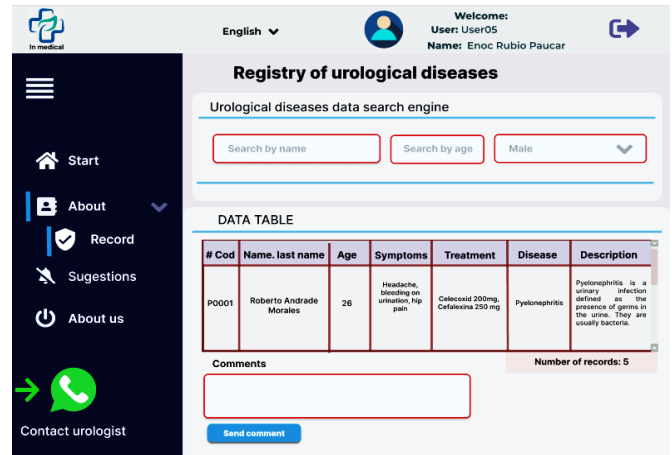 In medical
English
Welcome:
User: User05
Name: Enoc Rubio Paucar
Start
About
Record
Sugestions
About us
Contact urologist
Registry of urological diseases
Urological diseases data search engine
Search by name
Search by age
Male
DATA TABLE
# Cod Name. last name Age Symptoms Treatment Disease Description
P0001
Roberto Andrade
Morales
26
Headache,
bleeding on
urination, hip
pain
Celecoxid 200mg,
Cefalexina 250 mg
Pyelonephritis
Pyelonephritis is a
urinary infection
defined as the
presence of germs in
the urine. They are
usually bacteria.
Number of records: 5
Comments
Send comment